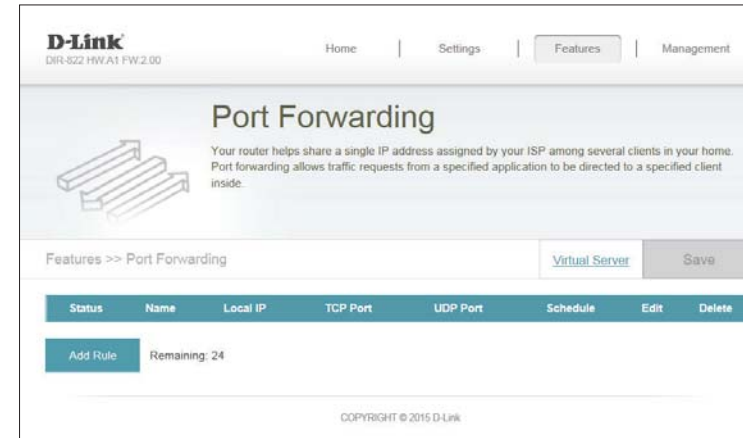 D-Link
DIR-822 HW.A1 FW.2.00
Home | Settings | Features | Management
Port Forwarding
Your router helps share a single IP address assigned by your ISP among several clients in your home.
Port forwarding allows traffic requests from a specified application to be directed to a specified client
inside.
Features >> Port Forwarding
Virtual Server
Save
Status Name Local IP TCP Port UDP Port Schedule Edit Delete
Add Rule Remaining: 24
COPYRIGHT © 2015 D-Link